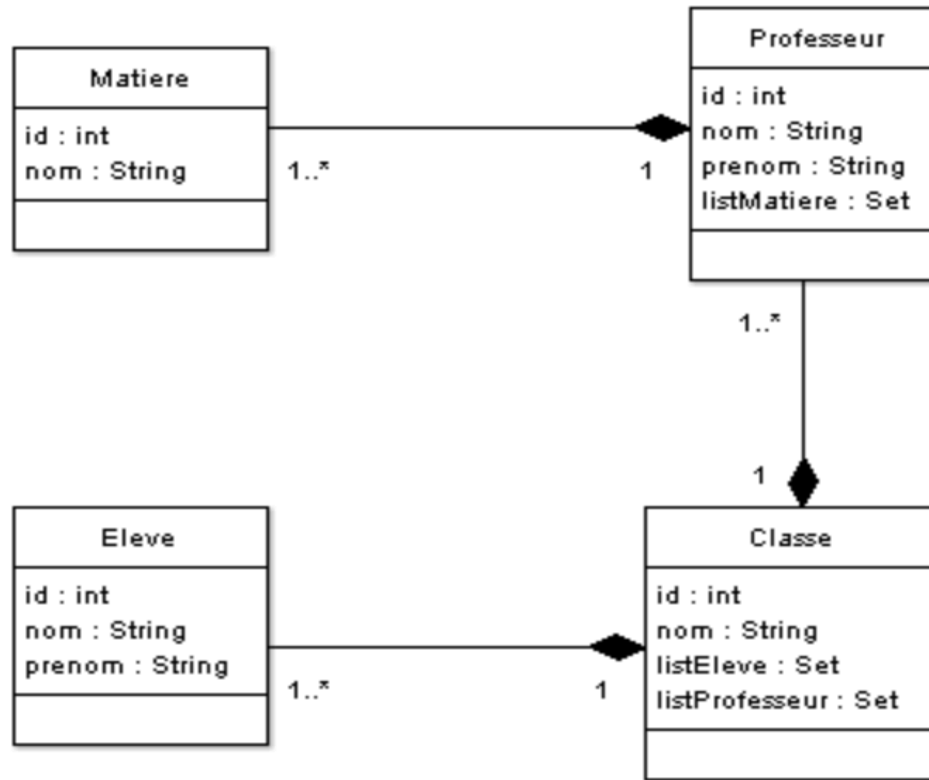 Matiere
id : int
nom : String
1..*
1
Professeur
id : int
nom : String
prenom : String
listMatiere : Set
1..*
1
Eleve
id : int
nom : String
prenom : String
1..*
1
Classe
id : int
nom : String
listEleve : Set
listProfesseur : Set